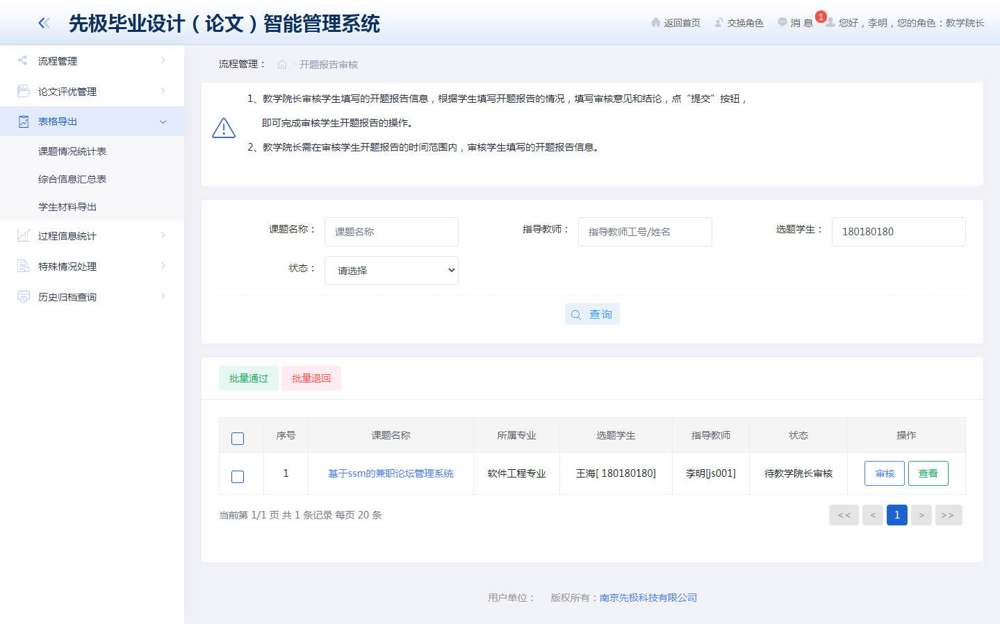 先极毕业设计（论文）智能管理系统
返回首页 交换角色 消 息 1 您好，李明，您的角色：教学院长
流程管理
论文评优管理
表格导出
课题情况统计表
综合信息汇总表
学生材料导出
过程信息统计
特殊情况处理
历史归档查询
流程管理： 开题报告审核
1、教学院长审核学生填写的开题报告信息，根据学生填写开题报告的情况，填写审核意见和结论，点“提交”按钮，
即可完成审核学生开题报告的操作。
2、教学院长需在审核学生开题报告的时间范围内，审核学生填写的开题报告信息。
课题名称： 课题名称 指导教师： 指导教师工号/姓名 选题学生： 180180180
状态： 请选择
查询
批量通过 批量退回
序号 课题名称 所属专业 选题学生 指导教师 状态 操作
1 基于ssm的兼职论坛管理系统 软件工程专业 王海[ 180180180] 李明[js001] 待教学院长审核 审核 查看
当前第 1/1 页 共 1 条记录 每页 20 条 << < 1 > >>
用户单位： 版权所有：南京先极科技有限公司